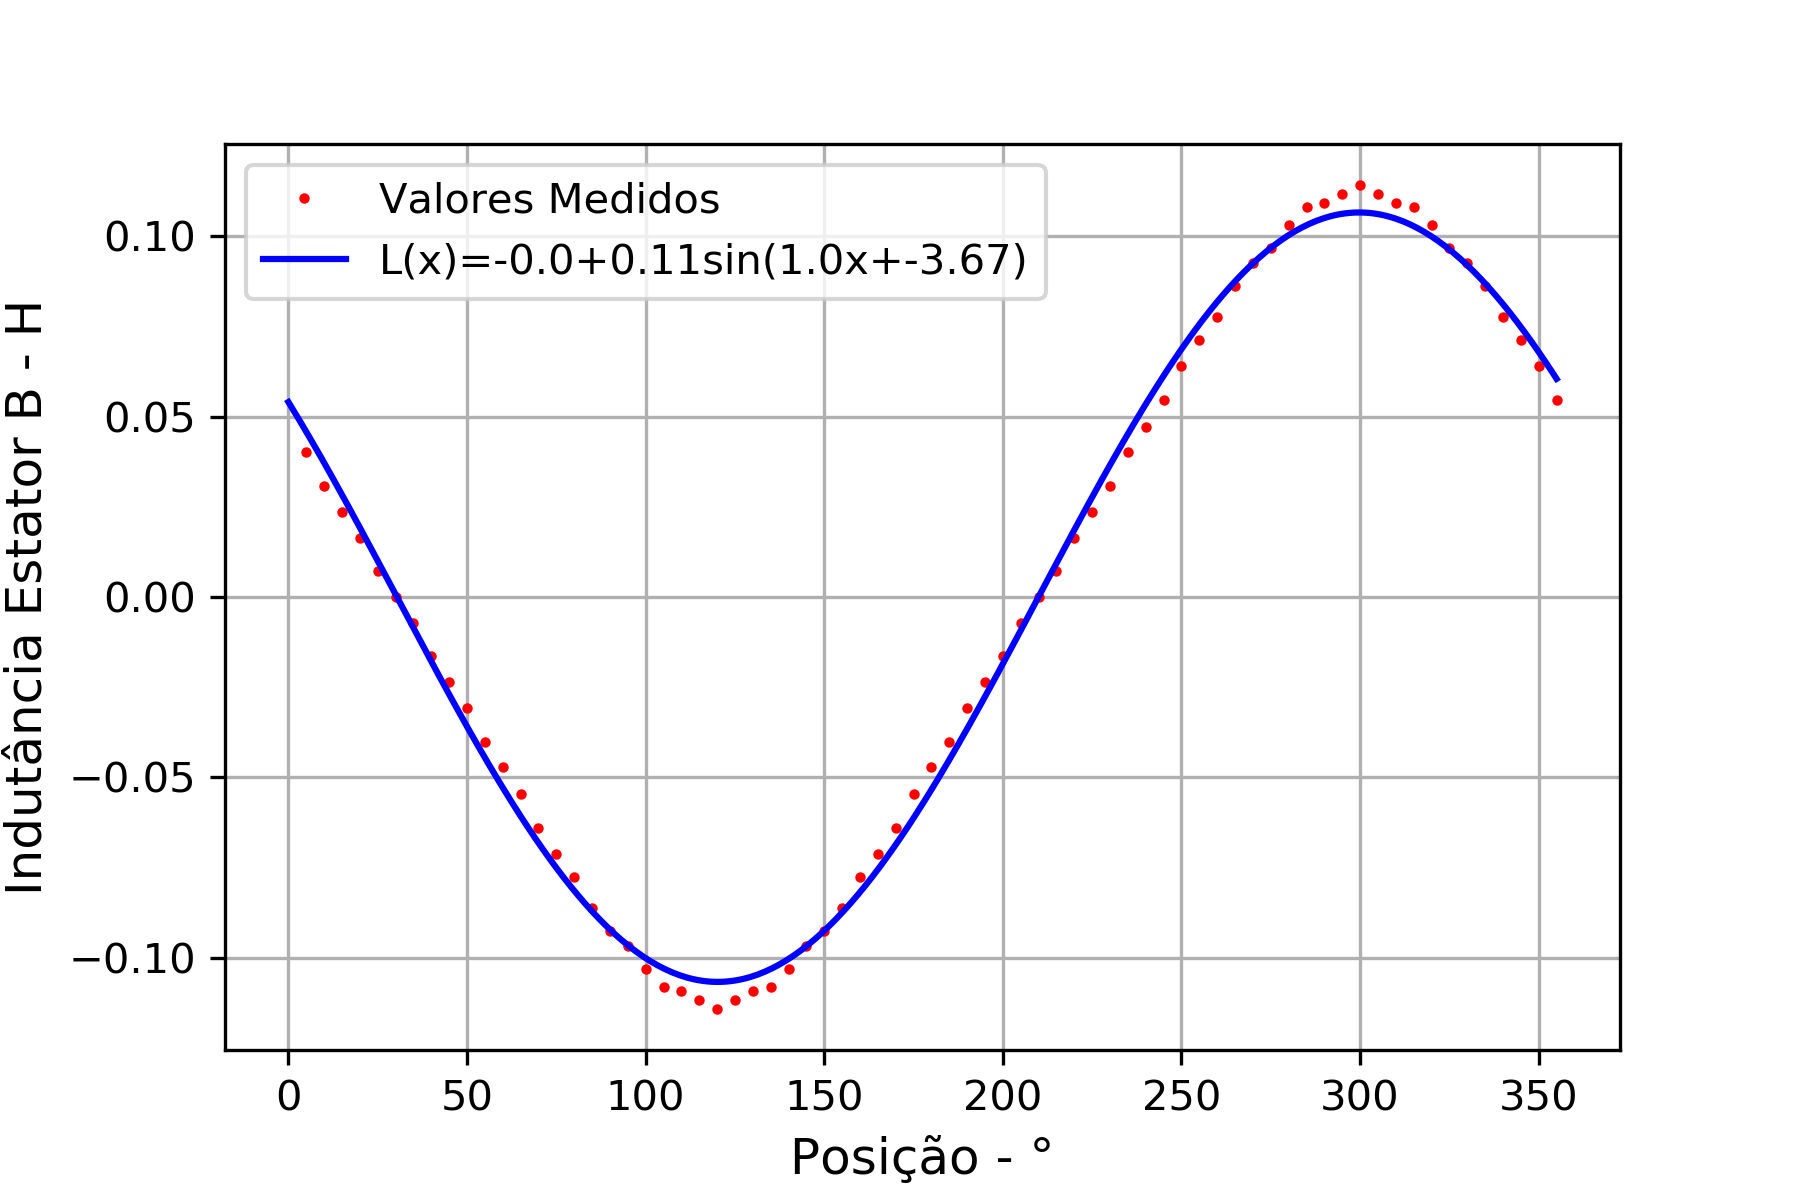 Valores Medidos
L(x)=-0.0+0.11sin(1.0x+-3.67)
Indutância Estator B - H
0.10
0.05
0.00
−0.05
−0.10
0 50 100 150 200 250 300 350
Posição - °